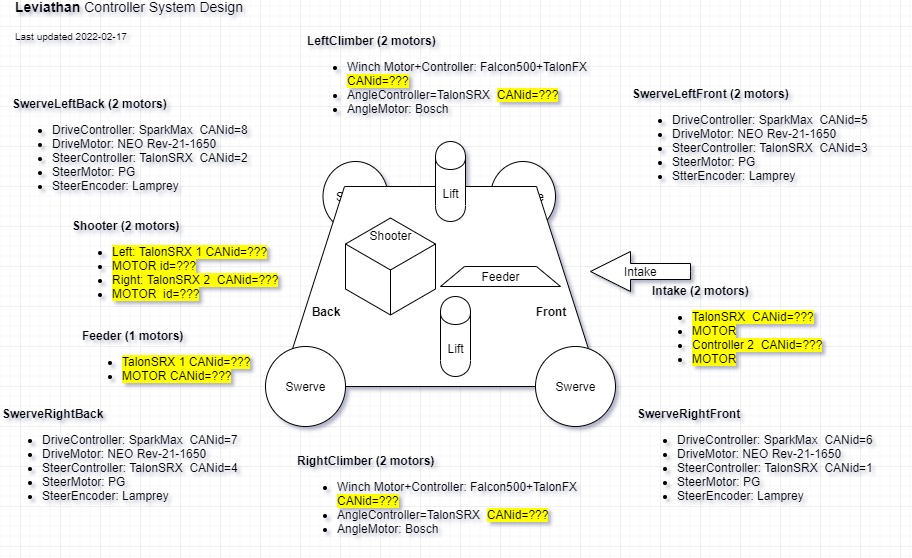 Leviathan Controller System Design
Last updated 2022-02-17
LeftClimber (2 motors)
Winch Motor+Controller: Falcon500+TalonFX
CANid=???
AngleController=TalonSRX CANid=???
AngleMotor: Bosch
SwerveLeftBack (2 motors)
DriveController: SparkMax CANid=8
DriveMotor: NEO Rev-21-1650
SteerController: TalonSRX CANid=2
SteerMotor: PG
SteerEncoder: Lamprey
SwerveLeftFront (2 motors)
DriveController: SparkMax CANid=5
DriveMotor: NEO Rev-21-1650
SteerController: TalonSRX CANid=3
SteerMotor: PG
StterEncoder: Lamprey
Shooter (2 motors)
Left: TalonSRX 1 CANid=???
MOTOR id=???
Right: TalonSRX 2 CANid=???
MOTOR id=???
Feeder (1 motors)
TalonSRX 1 CANid=???
MOTOR CANid=???
Lift
Shooter
Feeder
Back
Front
Lift
Swerve
Swerve
Intake
Intake (2 motors)
TalonSRX CANid=???
MOTOR
Controller 2 CANid=???
MOTOR
SwerveRightBack
DriveController: SparkMax CANid=7
DriveMotor: NEO Rev-21-1650
SteerController: TalonSRX CANid=4
SteerMotor: PG
SteerEncoder: Lamprey
RightClimber (2 motors)
Winch Motor+Controller: Falcon500+TalonFX
CANid=???
AngleController=TalonSRX CANid=???
AngleMotor: Bosch
SwerveRightFront
DriveController: SparkMax CANid=6
DriveMotor: NEO Rev-21-1650
SteerController: TalonSRX CANid=1
SteerMotor: PG
SteerEncoder: Lamprey